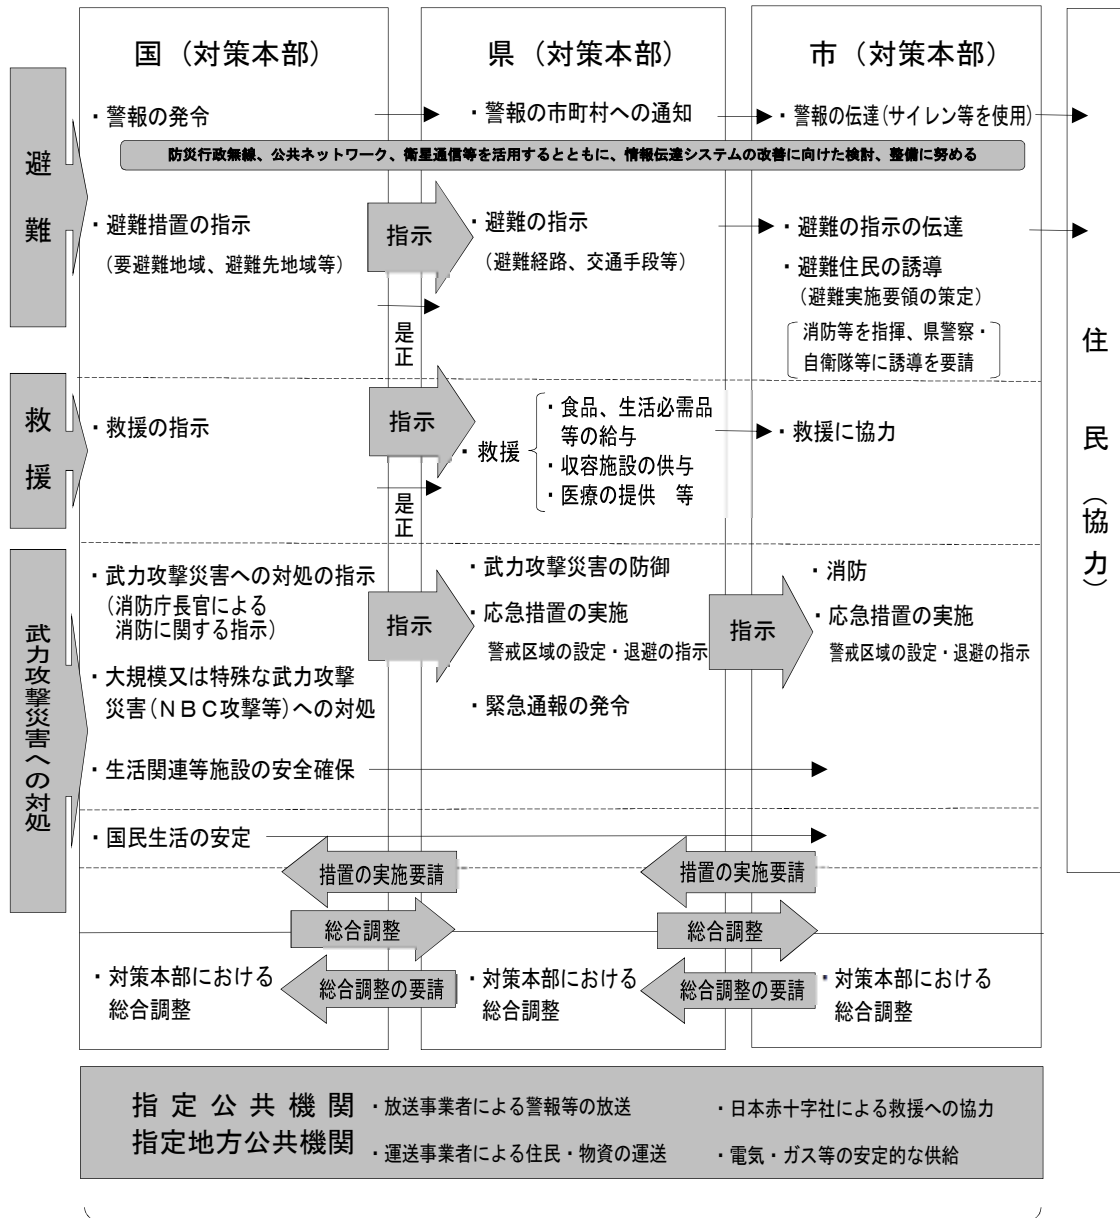 国（対策本部）
県（対策本部）
市（対策本部）
避難
・警報の発令
・警報の市町村への通知
・警報の伝達（サイレン等を使用）
防災行政無線、公共ネットワーク、衛星通信等を活用するとともに、情報伝達システムの改善に向けた検討、整備に努める
・避難措置の指示
（要避難地域、避難先地域等）
指示
・避難の指示
（避難経路、交通手段等）
・避難の指示の伝達
・避難住民の誘導
（避難実施要領の策定）
消防等を指揮、県警察・
自衛隊等に誘導を要請
是正
救援
・救援の指示
指示
・救援
・食品、生活必需品
等の給与
・収容施設の供与
・医療の提供　等
・救援に協力
是正
武力攻撃災害への対処
・武力攻撃災害への対処の指示
（消防庁長官による
消防に関する指示）
・大規模又は特殊な武力攻撃
災害（ＮＢＣ攻撃等）への対処
・生活関連等施設の安全確保
・国民生活の安定
指示
・武力攻撃災害の防御
・応急措置の実施
警戒区域の設定・退避の指示
・緊急通報の発令
指示
・消防
・応急措置の実施
警戒区域の設定・退避の指示
措置の実施要請
措置の実施要請
総合調整
総合調整
・対策本部における
総合調整
総合調整の要請
・対策本部における
総合調整
総合調整の要請
・対策本部における
総合調整
住民（協力）
指定公共機関
指定地方公共機関
・放送事業者による警報等の放送
・日本赤十字社による救援への協力
・運送事業者による住民・物資の運送
・電気・ガス等の安定的な供給